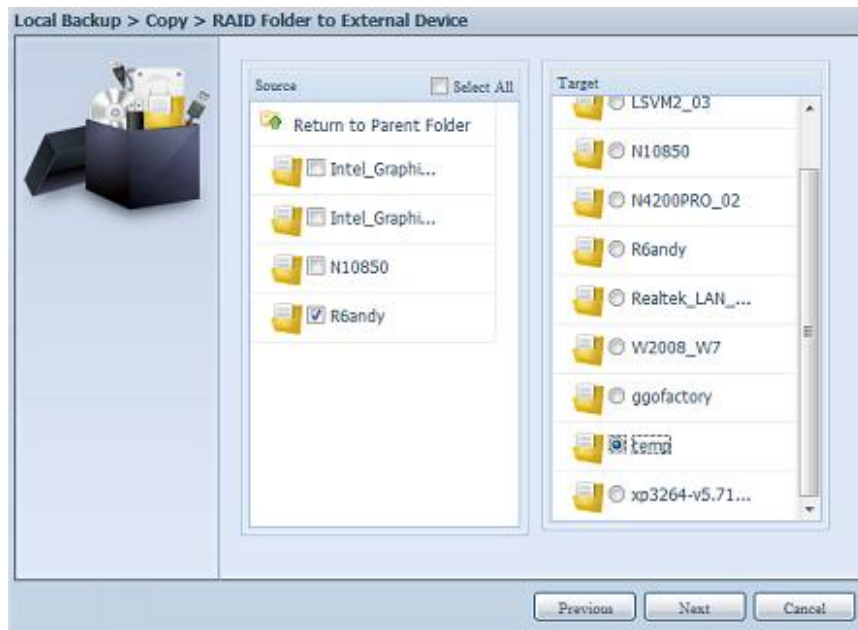 Local Backup > Copy > RAID Folder to External Device
Source
Select All
Return to Parent Folder
Intel_Graphi...
Intel_Graphi...
N10850
R6andy
Target
LSVM2_03
N10850
N4200PRO_02
R6andy
Realtek_LAN_...
W2008_W7
ggofactory
temp
xp3264-v5.71...
Previous
Next
Cancel